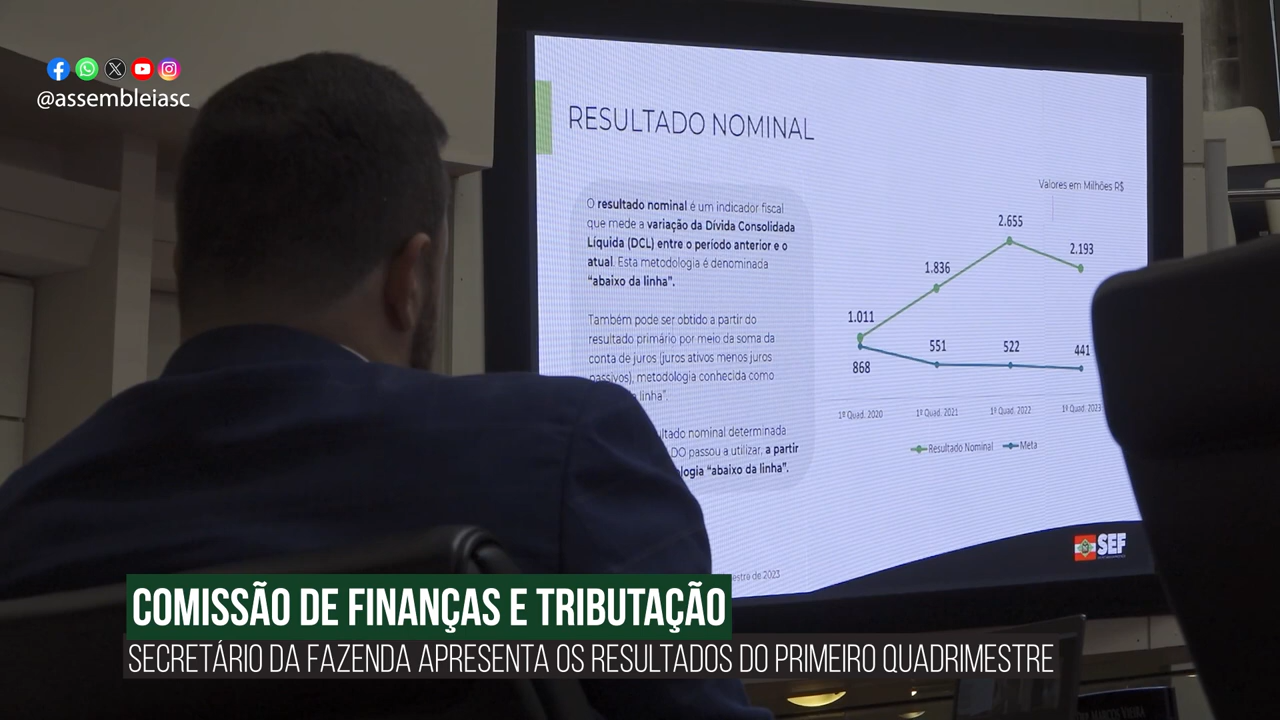 @assembleiasc
RESULTADO NOMINAL
Valores em Milhões R$
O resultado nominal é um indicador fiscal
que mede a variação da Dívida Consolidada
Líquida (DCL) entre o período anterior e o
atual. Esta metodologia é denominada
“abaixo da linha”.
Também pode ser obtido a partir do
resultado primário por meio da soma da
conta de juros (juros ativos menos juros
passivos), metodologia conhecida como
linha”.
nominal determinada
DO passou a utilizar, a partir
“abaixo da linha”.
2.655
2.193
1.836
1.011
551
522
441
868
1º Quad. 2020
1º Quad. 2021
1º Quad. 2022
1º Quad. 2023
Resultado Nominal
Meta
SEF
de 2023
COMISSÃO DE FINANÇAS E TRIBUTAÇÃO
SECRETÁRIO DA FAZENDA APRESENTA OS RESULTADOS DO PRIMEIRO QUADRIMESTRE